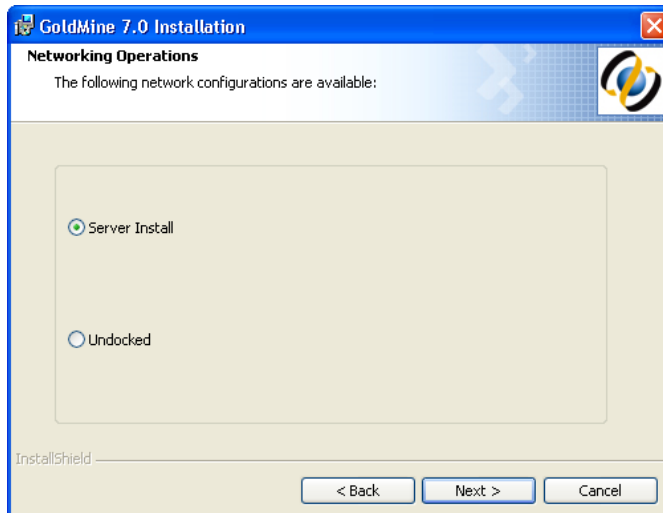 GoldMine 7.0 Installation
Networking Operations
The following network configurations are available:
Server Install
Undocked
InstallShield
< Back Next > Cancel